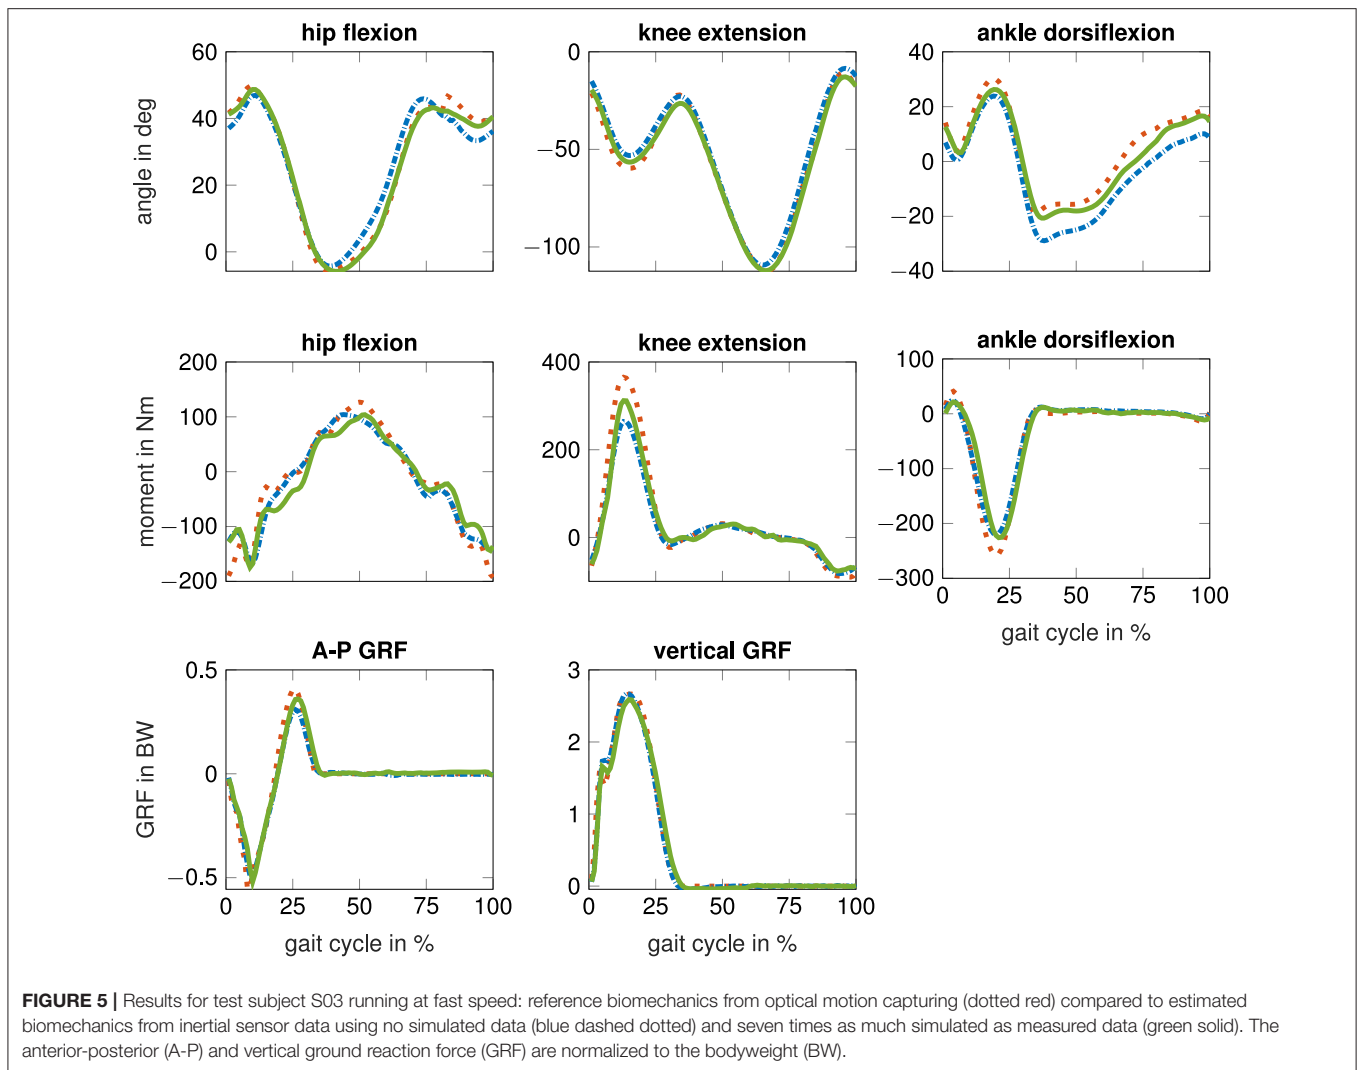 hip flexion
knee extension
ankle dorsiflexion
angle in deg
60
40
20
0
0
−50
−100
40
20
0
−20
−40
hip flexion
knee extension
ankle dorsiflexion
moment in Nm
200
100
0
−100
−200
400
200
0
100
0
−100
−200
−300
0 25 50 75 100
gait cycle in %
A-P GRF
vertical GRF
GRF in BW
0.5
0
−0.5
0 25 50 75 100
gait cycle in %
3
2
1
0
0 25 50 75 100
gait cycle in %
FIGURE 5 | Results for test subject S03 running at fast speed: reference biomechanics from optical motion capturing (dotted red) compared to estimated
biomechanics from inertial sensor data using no simulated data (blue dashed dotted) and seven times as much simulated as measured data (green solid). The
anterior-posterior (A-P) and vertical ground reaction force (GRF) are normalized to the bodyweight (BW).